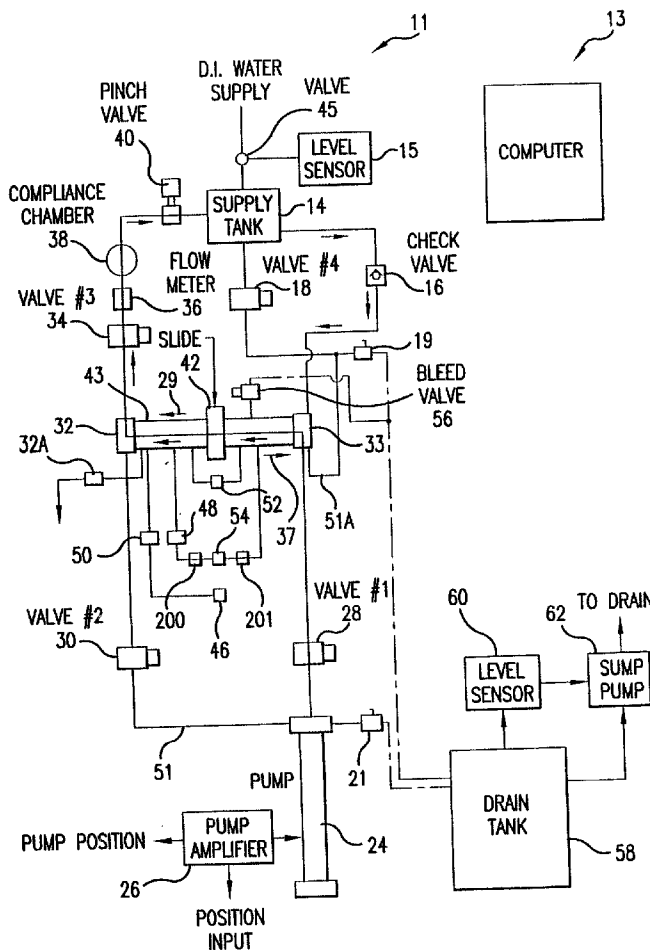 11
13
D.I. WATER
SUPPLY
VALVE
45
PINCH
VALVE
40
LEVEL
SENSOR
15
COMPUTER
COMPLIANCE
CHAMBER
38
SUPPLY
TANK
14
FLOW
METER
36
VALVE #4
18
CHECK
VALVE
16
VALVE #3
34
SLIDE
42
19
43
29
BLEED
VALVE
56
32
33
32A
52
37
51A
50
48
54
200
201
46
VALVE #2
30
VALVE #1
28
60
LEVEL
SENSOR
TO DRAIN
62
SUMP
PUMP
51
21
PUMP
24
DRAIN
TANK
58
PUMP POSITION
PUMP
AMPLIFIER
26
POSITION
INPUT